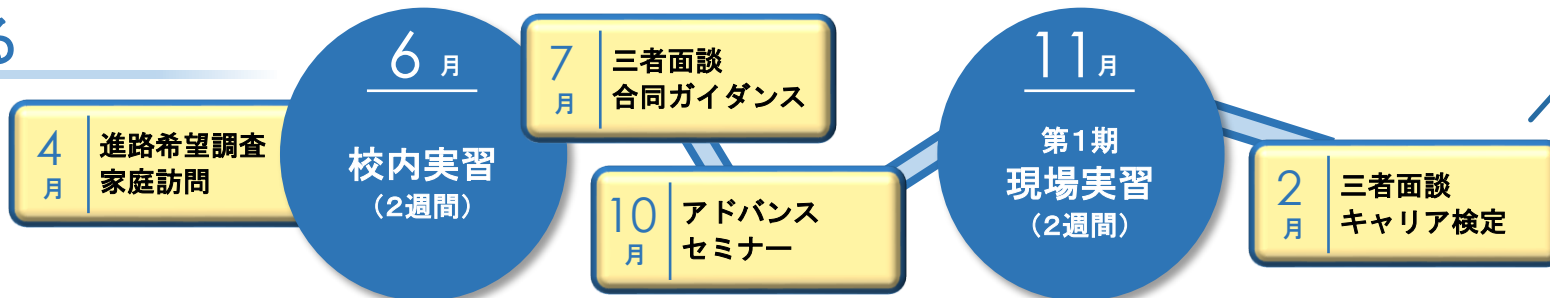 4月
進路希望調査
家庭訪問
6月
校内実習
（2週間）
7月
三者面談
合同ガイダンス
10月
アドバンス
セミナー
11月
第1期
現場実習
（2週間）
2月
三者面談
キャリア検定